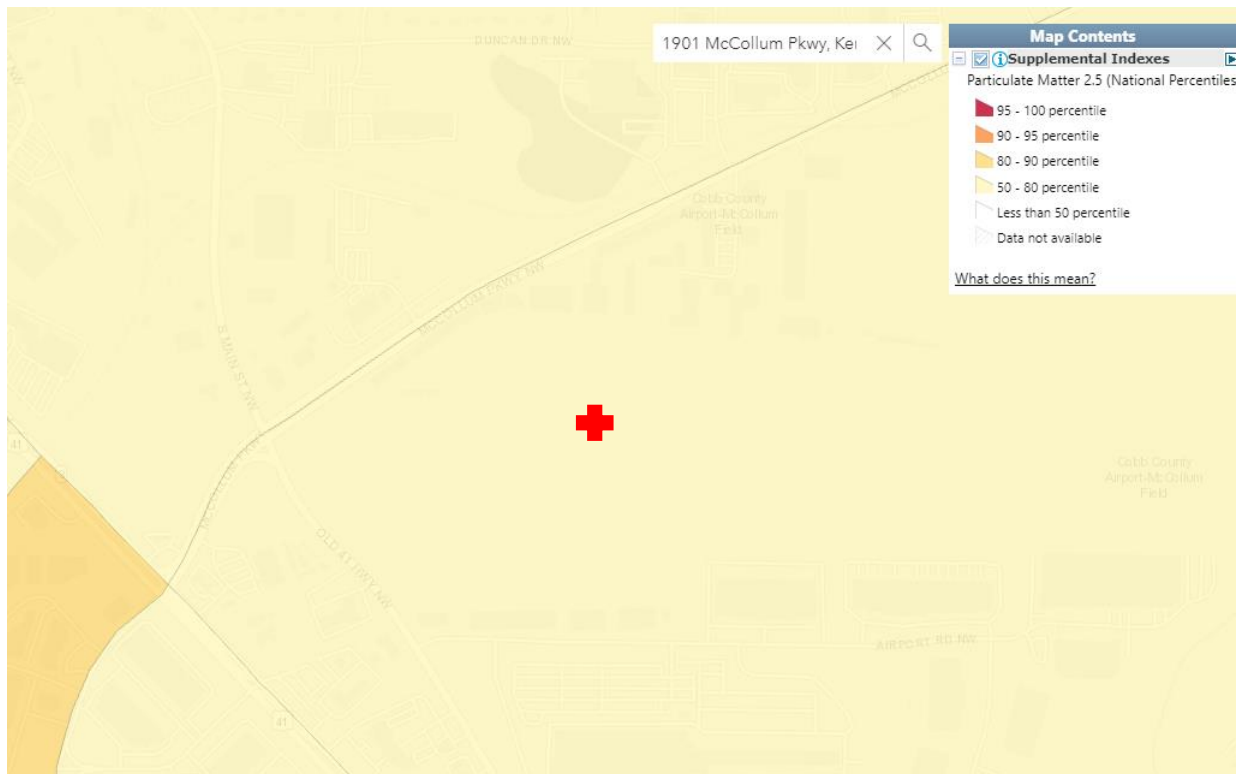 DUNCAN DR NW
1901 McCollum Pkwy, Ke
Map Contents
Supplemental Indexes
Particulate Matter 2.5 (National Percentiles
95 - 100 percentile
90 - 95 percentile
80 - 90 percentile
50 - 80 percentile
Less than 50 percentile
Data not available
What does this mean?
Cobb County
Airport-McCollum
Field
MCCOLLUM PKWY NW
S MAIN ST NW
41
MCCOLLUM PKW
Cobb County
Airport-McCollum
Field
OLD 41 HWY NW
AIRPORT RD NW
41